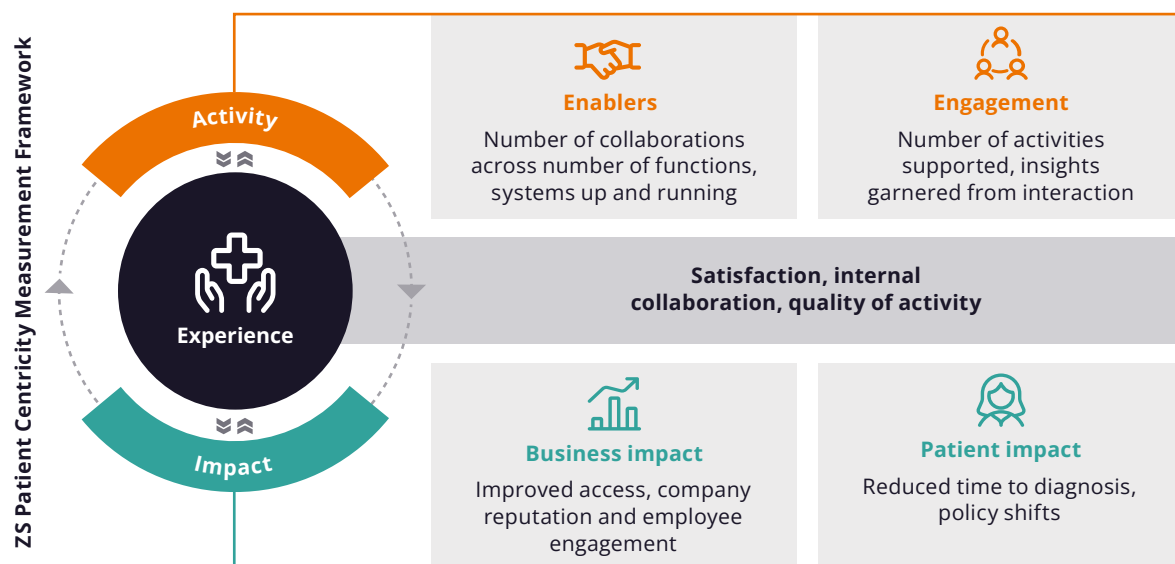 ZS Patient Centricity Measurement Framework
Activity
Experience
Impact
Enablers
Number of collaborations
across number of functions,
systems up and running
Engagement
Number of activities
supported, insights
garnered from interaction
Satisfaction, internal
collaboration, quality of activity
Business impact
Improved access, company
reputation and employee
engagement
Patient impact
Reduced time to diagnosis,
policy shifts